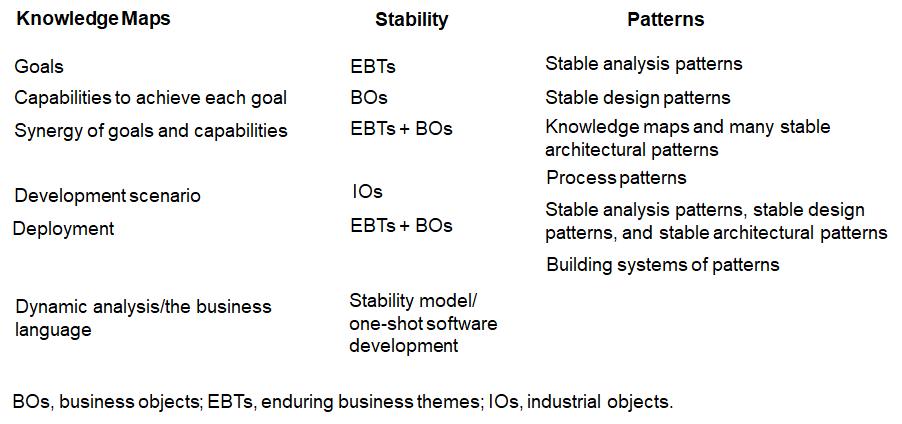 Knowledge Maps Stability Patterns
Goals EBTs Stable analysis patterns
Capabilities to achieve each goal BOs Stable design patterns
Synergy of goals and capabilities EBTs + BOs Knowledge maps and many stable
architectural patterns
Process patterns
Development scenario IOs
Stable analysis patterns, stable design
Deployment EBTs + BOs patterns, and stable architectural patterns
Building systems of patterns
Dynamic analysis/the business Stability model/
language one-shot software
development
BOs, business objects; EBTs, enduring business themes; IOs, industrial objects.